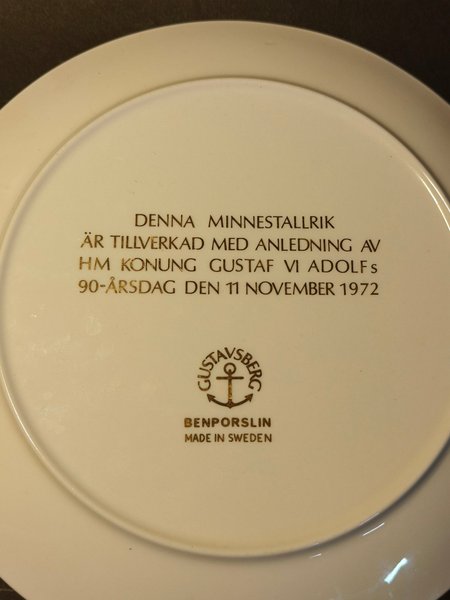 DENNA MINNESTALLRIK
ÄR TILLVERKAD MED ANLEDNING AV
HM KONUNG GUSTAF VI ADOLFs
90-ÅRSDAG DEN 11 NOVEMBER 1972
GUSTAVSBERG
BENPORSLIN
MADE IN SWEDEN